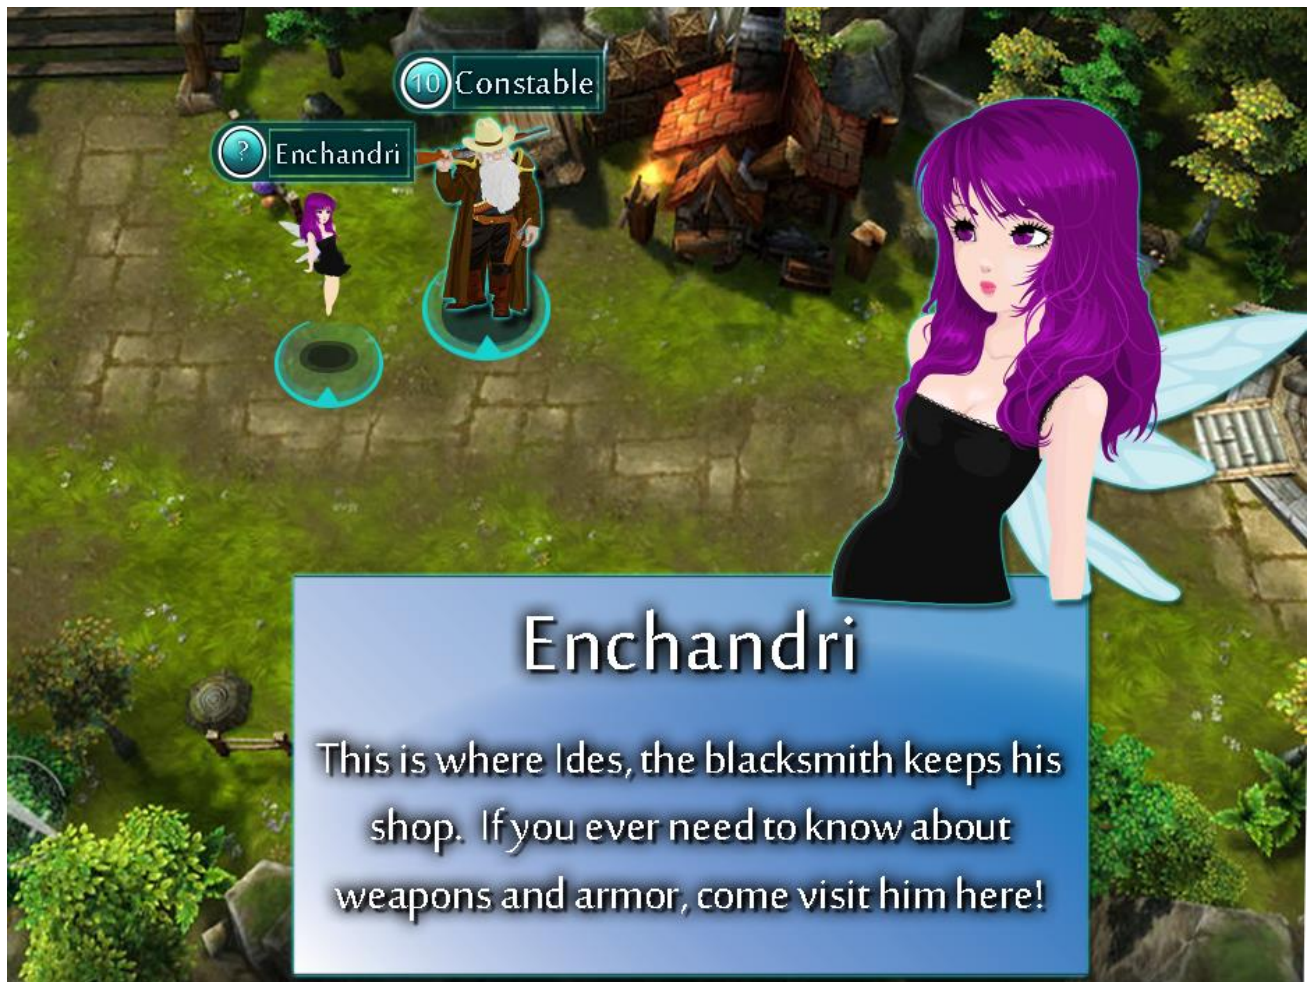 10 Constable
? Enchandri
Enchandri
This is where Ides, the blacksmith keeps his
shop.  If you ever need to know about
weapons and armor, come visit him here!